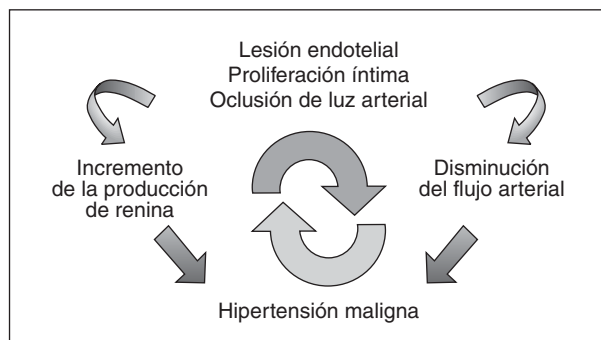 Lesión endotelial
Proliferación íntima
Oclusión de luz arterial
Incremento
de la producción
de renina
Disminución
del flujo arterial
Hipertensión maligna